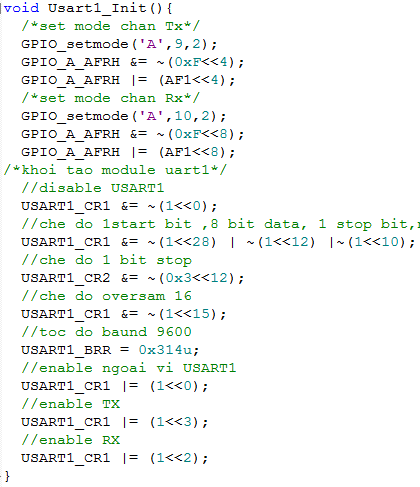 void Usart1_Init(){
/*set mode chan Tx*/
GPIO_setmode('A',9,2);
GPIO_A_AFRH &= ~(0xF<<4);
GPIO_A_AFRH |= (AF1<<4);
/*set mode chan Rx*/
GPIO_setmode('A',10,2);
GPIO_A_AFRH &= ~(0xF<<8);
GPIO_A_AFRH |= (AF1<<8);
/*khoi tao module uart1*/
//disable USART1
USART1_CR1 &= ~(1<<0);
//che do 1start bit ,8 bit data, 1 stop bit,
USART1_CR1 &= ~(1<<28) | ~(1<<12) |~(1<<10);
//che do 1 bit stop
USART1_CR2 &= ~(0x3<<12);
//che do oversam 16
USART1_CR1 &= ~(1<<15);
//toc do baund 9600
USART1_BRR = 0x314u;
//enable ngoai vi USART1
USART1_CR1 |= (1<<0);
//enable TX
USART1_CR1 |= (1<<3);
//enable RX
USART1_CR1 |= (1<<2);
}